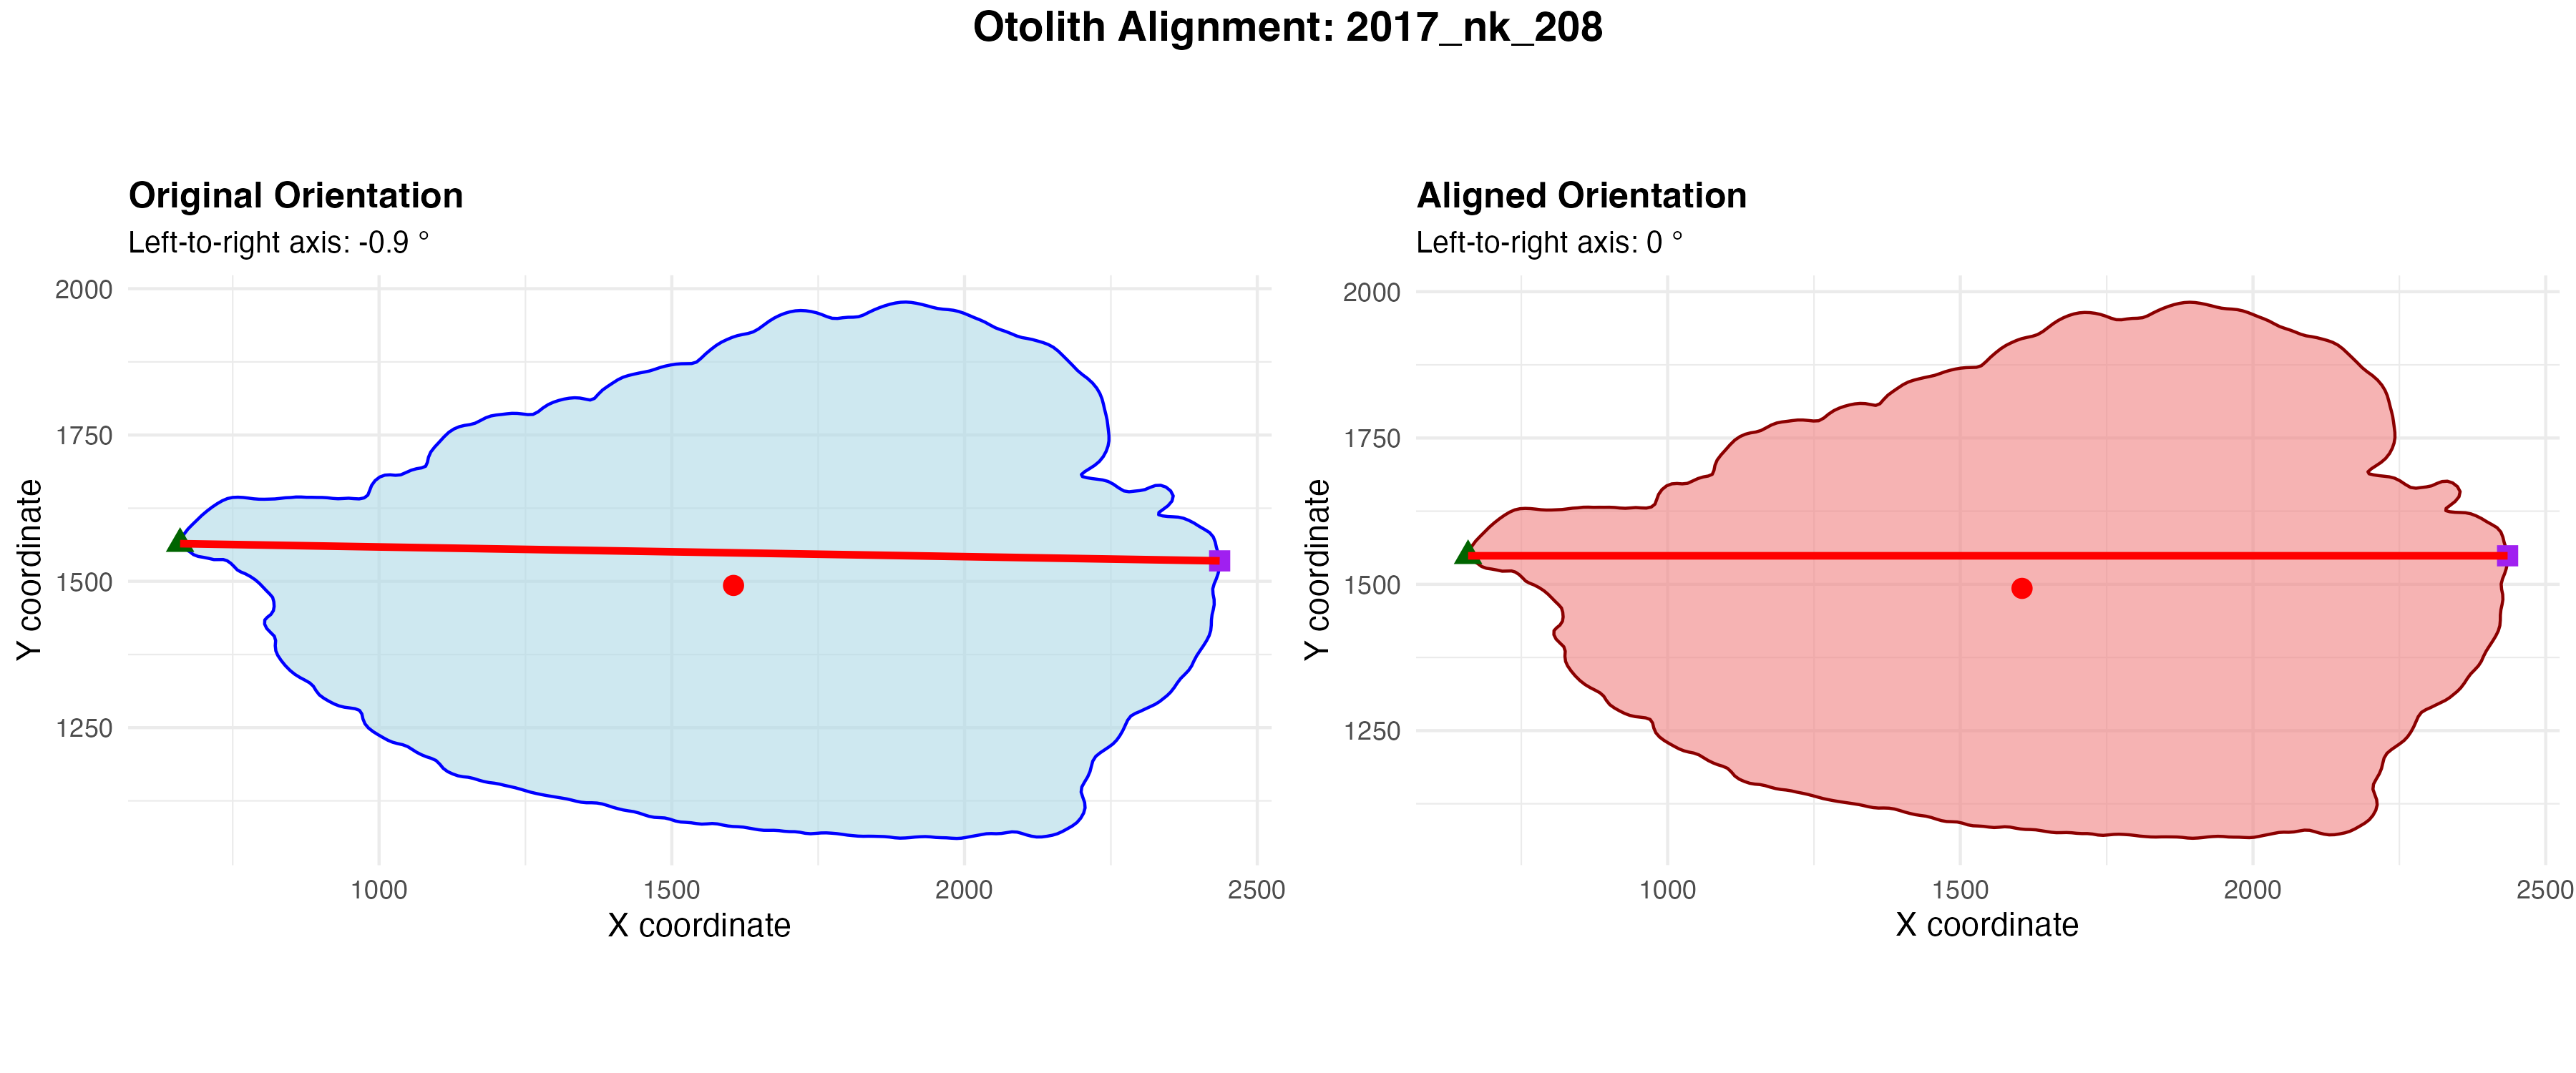 Otolith Alignment: 2017_nk_208
Original Orientation
Left-to-right axis: -0.9 °
2000
1750
1500
1250
Y coordinate
1000
1500
2000
2500
X coordinate
Aligned Orientation
Left-to-right axis: 0 °
2000
1750
1500
1250
Y coordinate
1000
1500
2000
2500
X coordinate